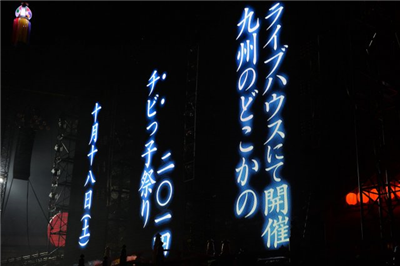 十月十八日(土)
チビっ子祭り
二〇一四
九州のどこかの
ライブハウスにて開催